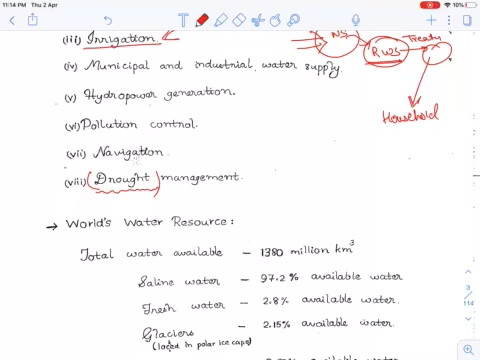 11:14 PM Thu 2 Apr
10%
(iii) Irrigation
NS
RWS
Treaty
(iv) Municipal and industrial water supply.
(v) Hydropower generation.
Household
(vi) Pollution control.
(vii) Navigation
(viii) (Drought) management.
→ World's Water Resource:
Total water available – 1380 million km³
Saline water – 97.2% available water
Fresh water – 2.8% available water.
Glaciers – 2.15% available water.
(laced in polar ice caps)
3
114